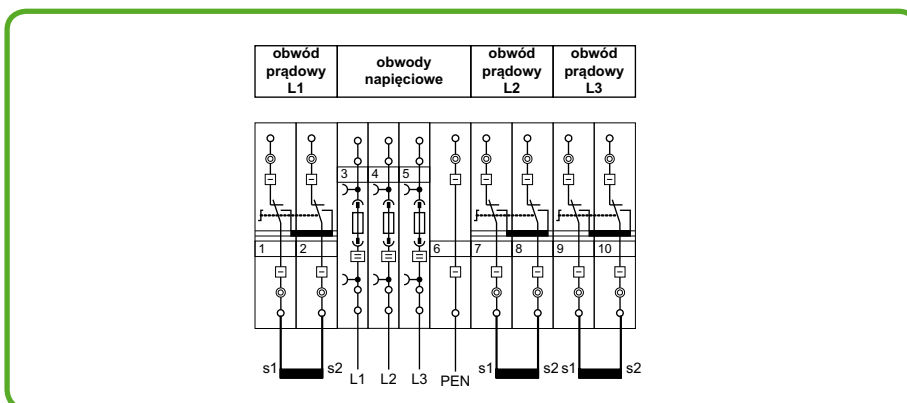 obwód prądowy L1
obwody napięciowe
obwód prądowy L2
obwód prądowy L3
3 4 5
1 2 6 7 8 9 10
s1 s2 L1 L2 L3 PEN s1 s2 s1 s2